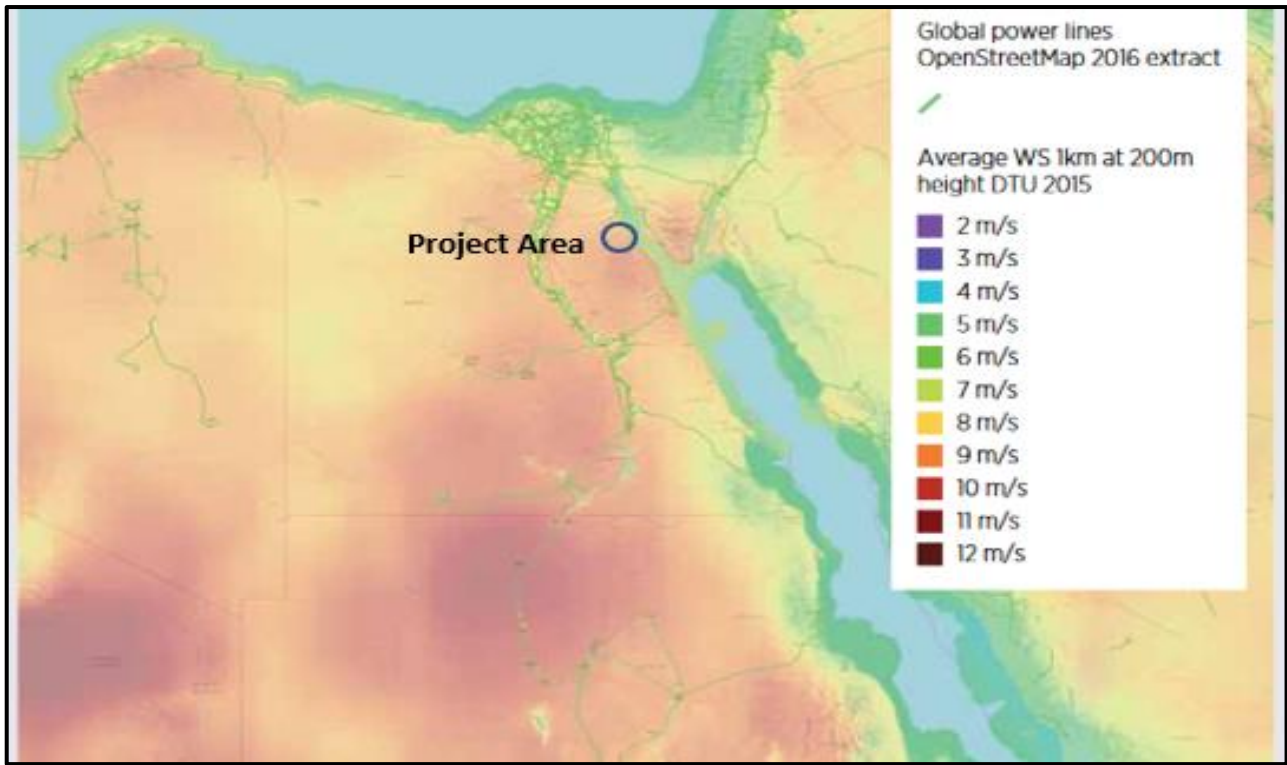 Global power lines
OpenStreetMap 2016 extract
Average WS 1km at 200m
height DTU 2015
2 m/s
3 m/s
4 m/s
5 m/s
6 m/s
7 m/s
8 m/s
9 m/s
10 m/s
11 m/s
12 m/s
Project Area